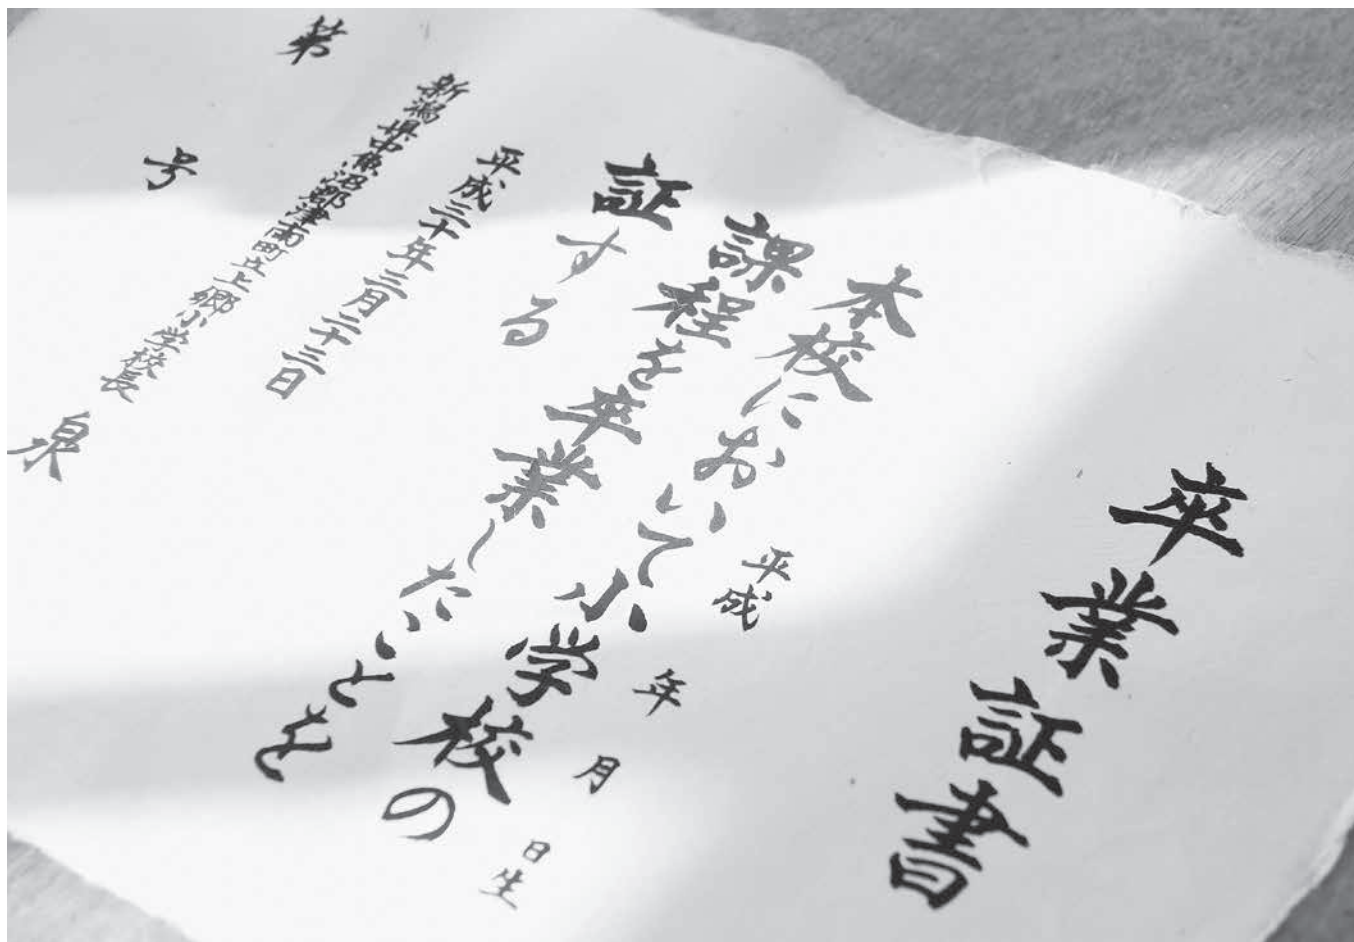 卒業証書
平成 年 月 日生
本校において小学校の
課程を卒業したことを
証する
平成三十年三月二十三日
新潟県中魚沼郡津南町立上郷小学校長 泉
第 号